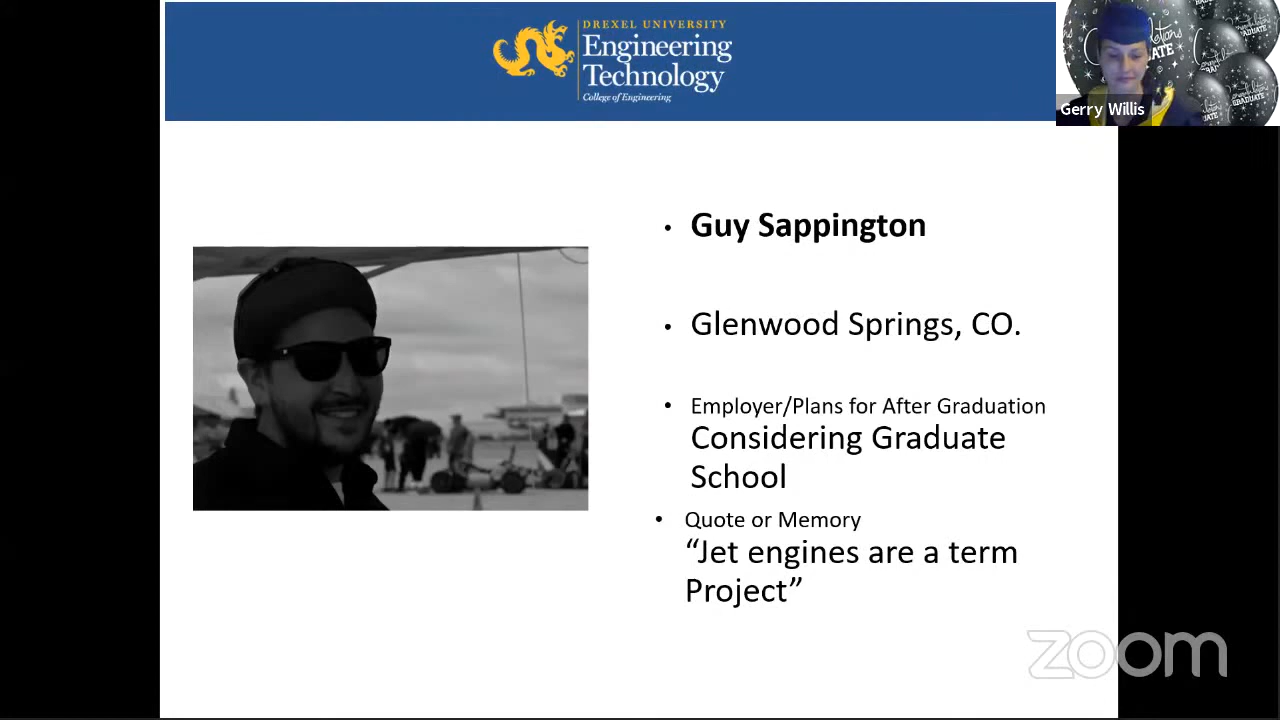 DREXEL UNIVERSITY
Engineering
Technology
College of Engineering
Gerry Willis
• Guy Sappington
• Glenwood Springs, CO.
• Employer/Plans for After Graduation
Considering Graduate
School
• Quote or Memory
“Jet engines are a term
Project”
zoom